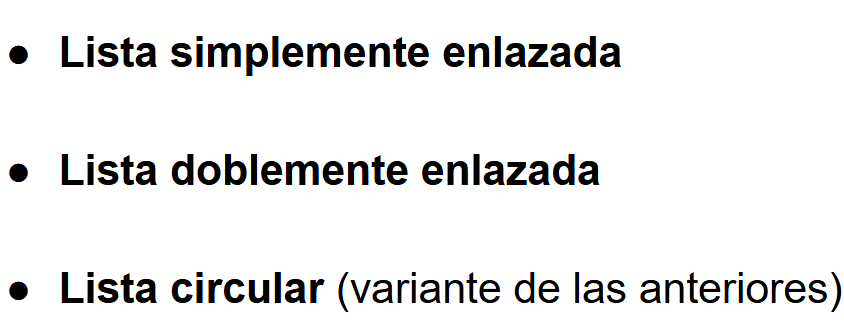 ● Lista simplemente enlazada
● Lista doblemente enlazada
● Lista circular (variante de las anteriores)